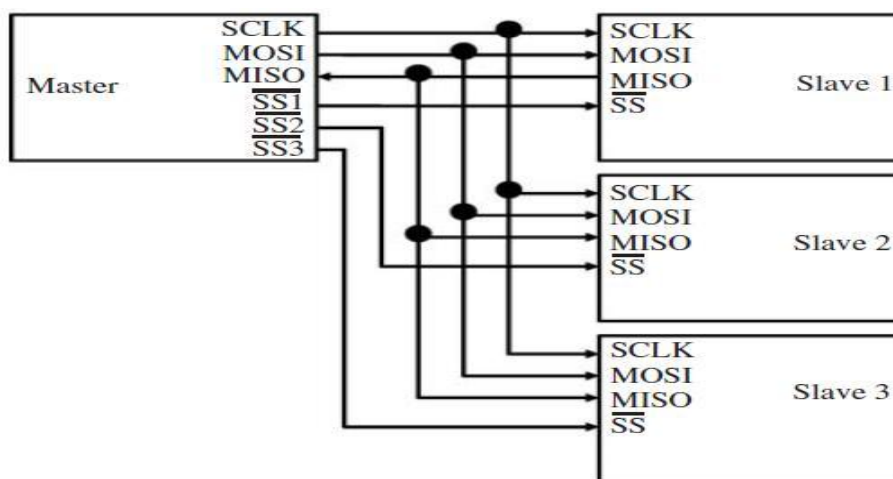 SCLK
MOSI
MISO
Master
SS1
SS2
SS3
SCLK
MOSI
MISO
Slave 1
SS
SCLK
MOSI
MISO
Slave 2
SS
SCLK
MOSI
MISO
Slave 3
SS